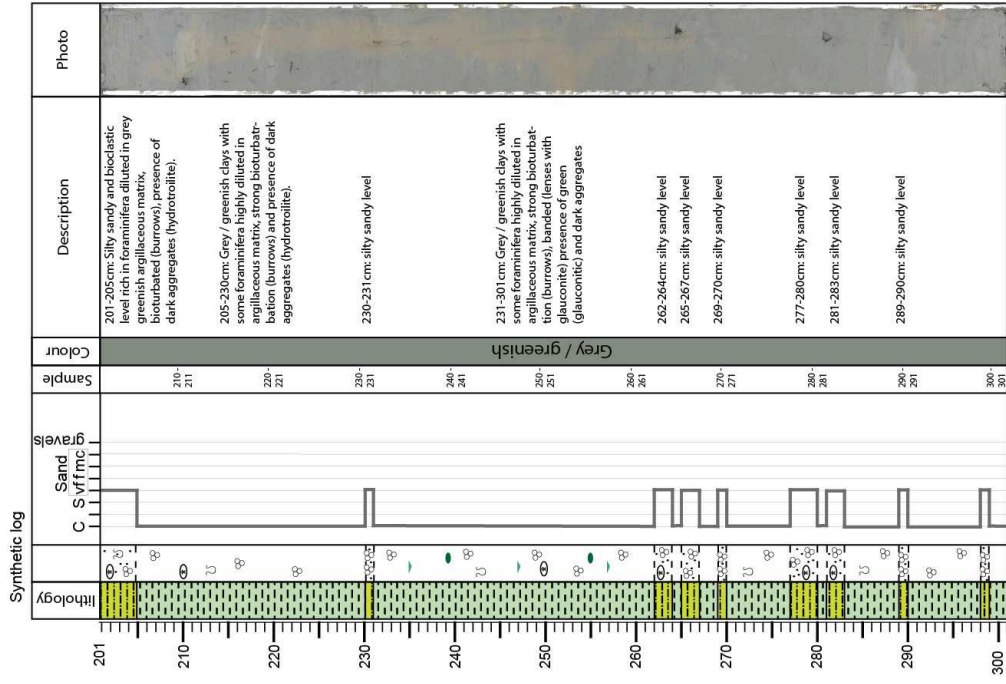 Synthetic log
lithology
C S vf f m c
Sand
gravels
Sample
Colour
Description
Photo
201
210
220
230
240
250
260
270
280
290
300
210-
211
220-
221
230-
231
240-
241
250-
251
260-
261
270-
271
280-
281
290-
291
300-
301
Grey / greenish
201-205cm: Silty sandy and bioclastic
level rich in foraminifera diluted in grey
greenish argillaceous matrix,
bioturbated (burrows), presence of
dark aggregates (hydrotroilite).
205-230cm: Grey / greenish clays with
some foraminifera highly diluted in
argillaceous matrix, strong bioturbatr-
bation (burrows) and presence of dark
aggregates (hydrotroilite).
230-231cm: silty sandy level
231-301cm: Grey / greenish clays with
some foraminifera highly diluted in
argillaceous matrix, strong bioturbat-
tion (burrows), banded (lenses with
glauconite) presence of green
(glauconitic) and dark aggregates
262-264cm: silty sandy level
265-267cm: silty sandy level
269-270cm: silty sandy level
277-280cm: silty sandy level
281-283cm: silty sandy level
289-290cm: silty sandy level